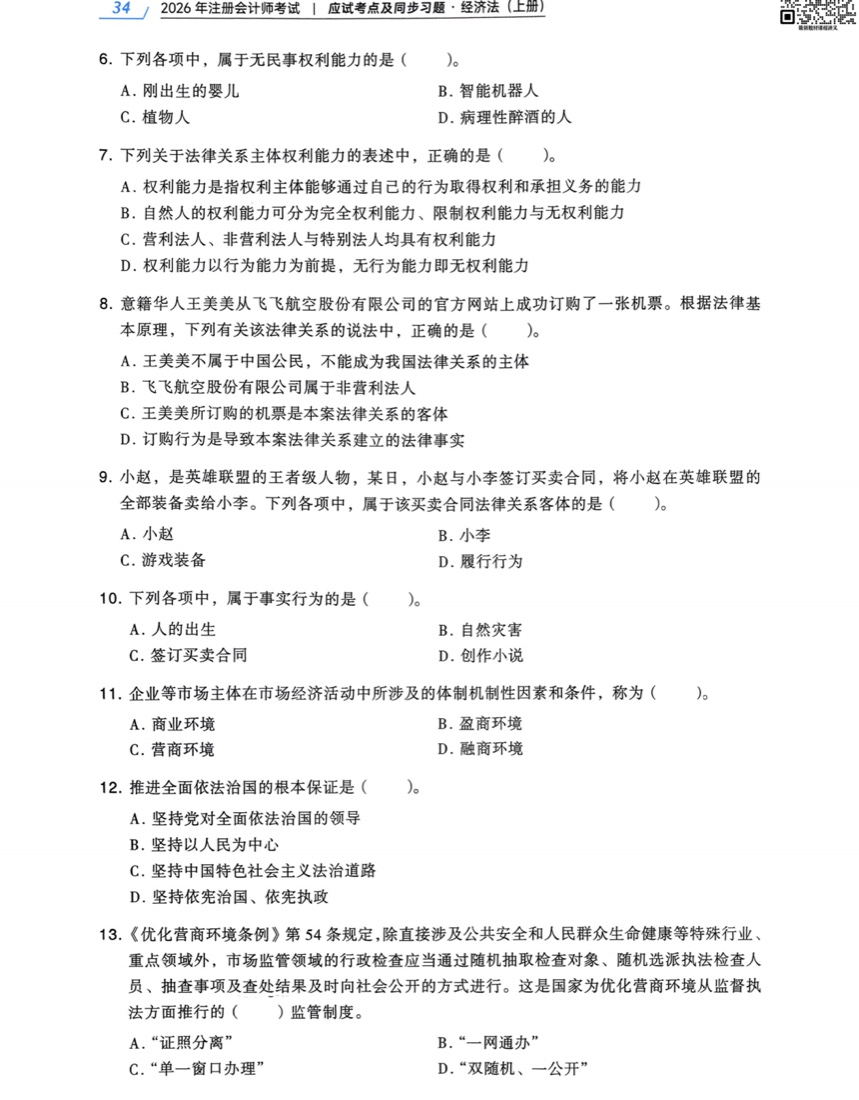 34 2026 年注册会计师考试 | 应试考点及同步习题·经济法（上册）
6. 下列各项中，属于无民事权利能力的是（  ）。
A. 刚出生的婴儿 B. 智能机器人
C. 植物人 D. 病理性醉酒的人
7. 下列关于法律关系主体权利能力的表述中，正确的是（  ）。
A. 权利能力是指权利主体能够通过自己的行为取得权利和承担义务的能力
B. 自然人的权利能力可分为完全权利能力、限制权利能力与无权利能力
C. 营利法人、非营利法人与特别法人均具有权利能力
D. 权利能力以行为能力为前提，无行为能力即无权利能力
8. 意籍华人王美美从飞飞航空股份有限公司的官方网站上成功订购了一张机票。根据法律基
本原理，下列有关该法律关系的说法中，正确的是（  ）。
A. 王美美不属于中国公民，不能成为我国法律关系的主体
B. 飞飞航空股份有限公司属于非营利法人
C. 王美美所订购的机票是本案法律关系的客体
D. 订购行为是导致本案法律关系建立的法律事实
9. 小赵，是英雄联盟的王者级人物，某日，小赵与小李签订买卖合同，将小赵在英雄联盟的
全部装备卖给小李。下列各项中，属于该买卖合同法律关系客体的是（  ）。
A. 小赵 B. 小李
C. 游戏装备 D. 履行行为
10. 下列各项中，属于事实行为的是（  ）。
A. 人的出生 B. 自然灾害
C. 签订买卖合同 D. 创作小说
11. 企业等市场主体在市场经济活动中所涉及的体制机制性因素和条件，称为（  ）。
A. 商业环境 B. 盈商环境
C. 营商环境 D. 融商环境
12. 推进全面依法治国的根本保证是（  ）。
A. 坚持党对全面依法治国的领导
B. 坚持以人民为中心
C. 坚持中国特色社会主义法治道路
D. 坚持依宪治国、依宪执政
13.《优化营商环境条例》第 54 条规定,除直接涉及公共安全和人民群众生命健康等特殊行业、
重点领域外，市场监管领域的行政检查应当通过随机抽取检查对象、随机选派执法检查人
员、抽查事项及查处结果及时向社会公开的方式进行。这是国家为优化营商环境从监督执
法方面推行的（  ）监管制度。
A.“证照分离” B.“一网通办”
C.“单一窗口办理” D.“双随机、一公开”